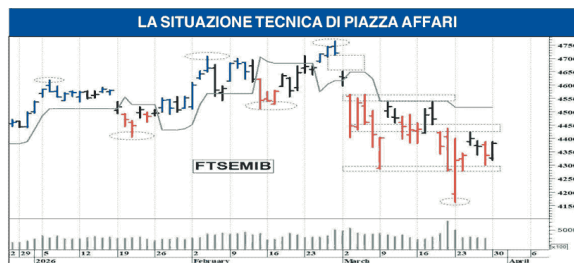 LA SITUAZIONE TECNICA DI PIAZZA AFFARI
4750
4700
4650
4600
4550
4500
4450
4400
4350
4300
4250
4200
4150
FTSEMIB
5000
x100
2 29 5 12 19 26 2 9 16 23 2 9 16 23 30 6
2026 February March April